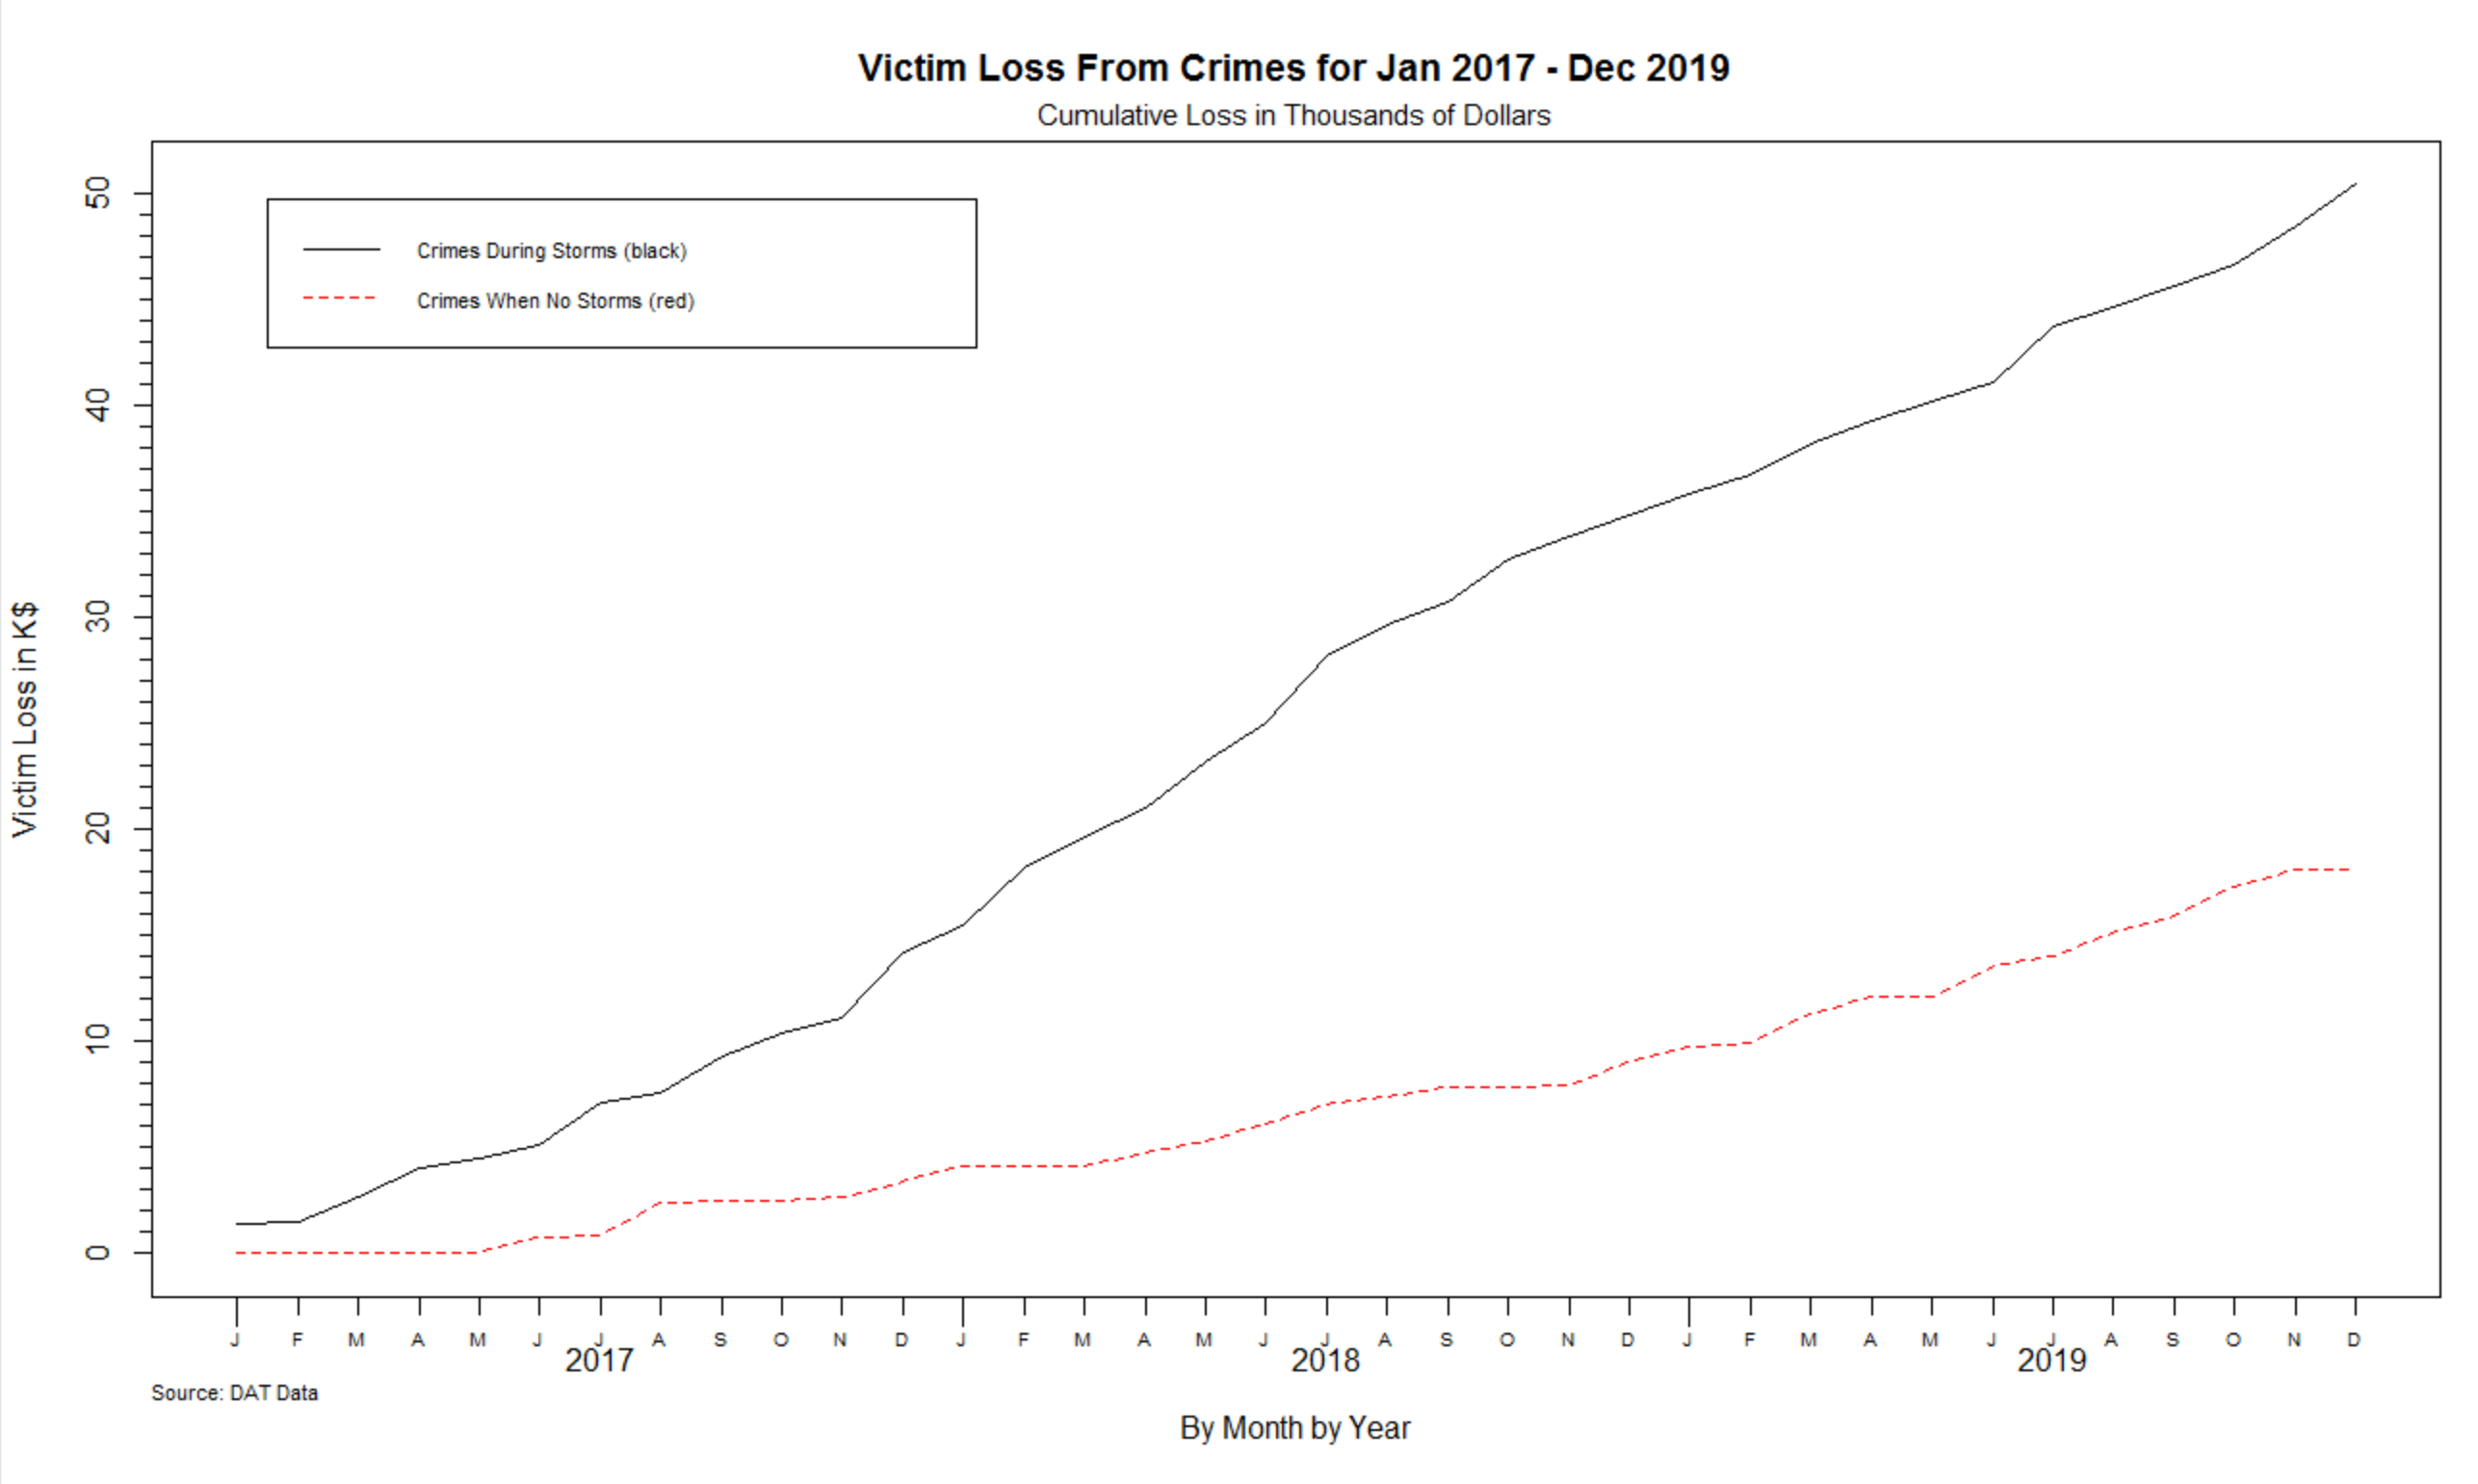 Victim Loss From Crimes for Jan 2017 - Dec 2019
Cumulative Loss in Thousands of Dollars
Crimes During Storms (black)
Crimes When No Storms (red)
Victim Loss in K$
50
40
30
20
10
0
J F M A M J J A S O N D J F M A M J J A S O N D J F M A M J J A S O N D
2017 2018 2019
Source: DAT Data
By Month by Year